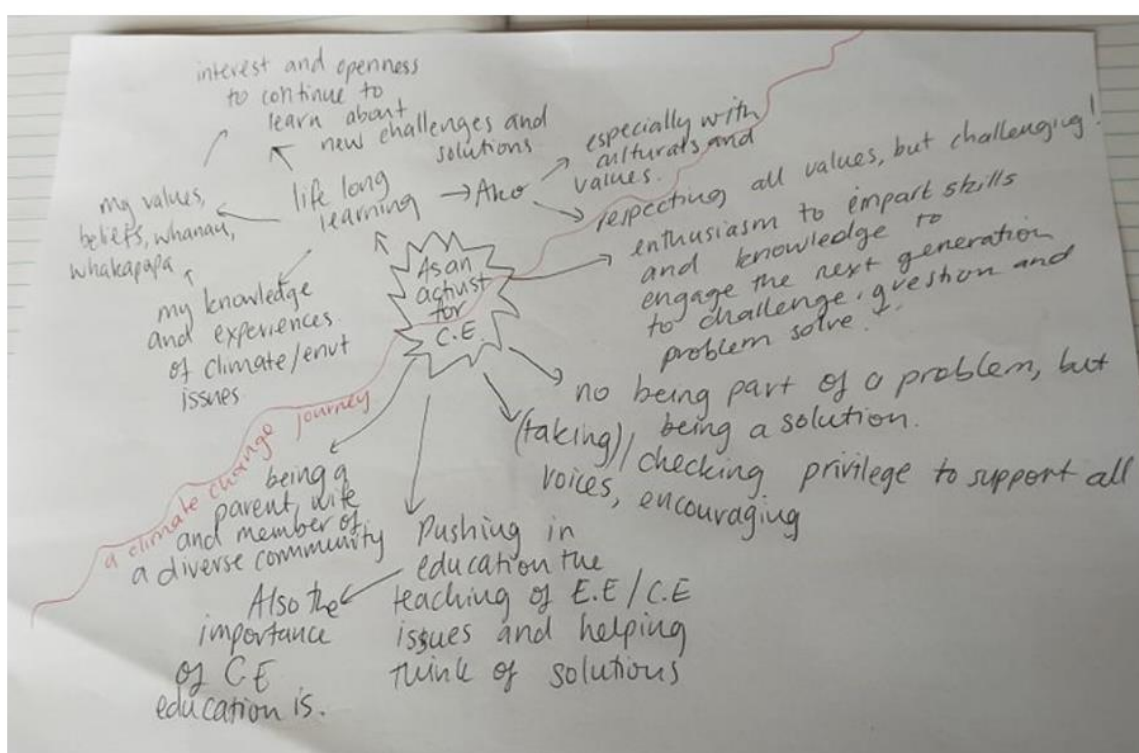 interest and openness
to continue to
learn about
new challenges and
solutions
life long
learning
Ako
especially with
culturals and
values.
respecting all values, but challenging!
my values,
beliefs, whanau,
whakapapa
my knowledge
and experiences
of climate/envt
issues
As an
activist
for
C.E.
enthusiasm to impart skills
and knowledge to
engage the next generation
to challenge, question and
problem solve.
no being part of a problem, but
being a solution.
(taking), checking privilege to support all
voices, encouraging
a climate change journey
being a
parent, wife
and member of
a diverse community
Pushing in
education the
teaching of E.E/C.E
issues and helping
think of solutions
Also the
importance
of CE
education is.